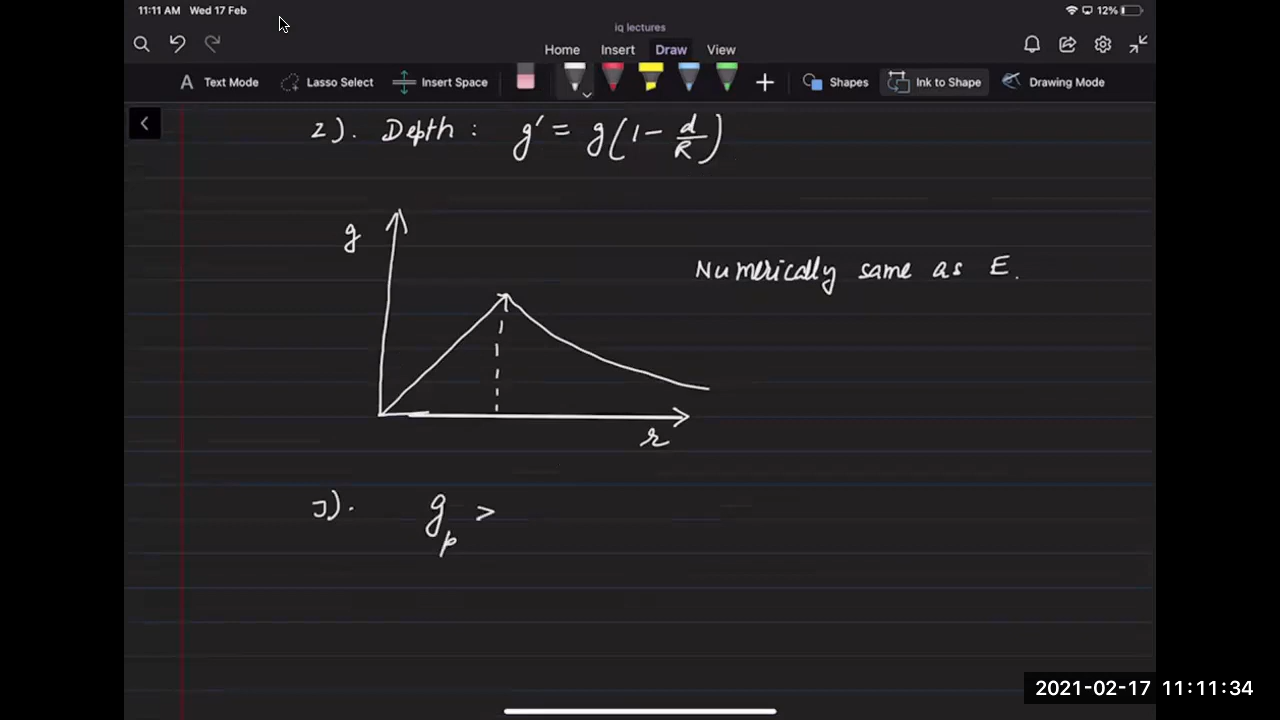 11:11 AM Wed 17 Feb
12%
iq lectures
Home Insert Draw View
Text Mode Lasso Select Insert Space Shapes Ink to Shape Drawing Mode
2). Depth : g' = g(1 - d/R)
g
Numerically same as E.
r
3). g_p >
2021-02-17 11:11:34